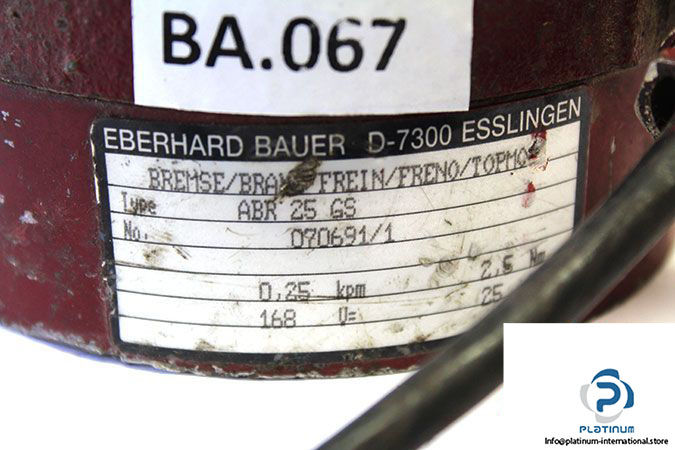 BA.067
EBERHARD BAUER D-7300 ESSLINGEN
BREMSE/BRAKE/FREIN/FRENO/TOPMO
Type ABR 25 GS
No. 070691/1
0,25 kpm 2,5 Nm
168 V= 25
PLATINUM
Info@platinum-international.store